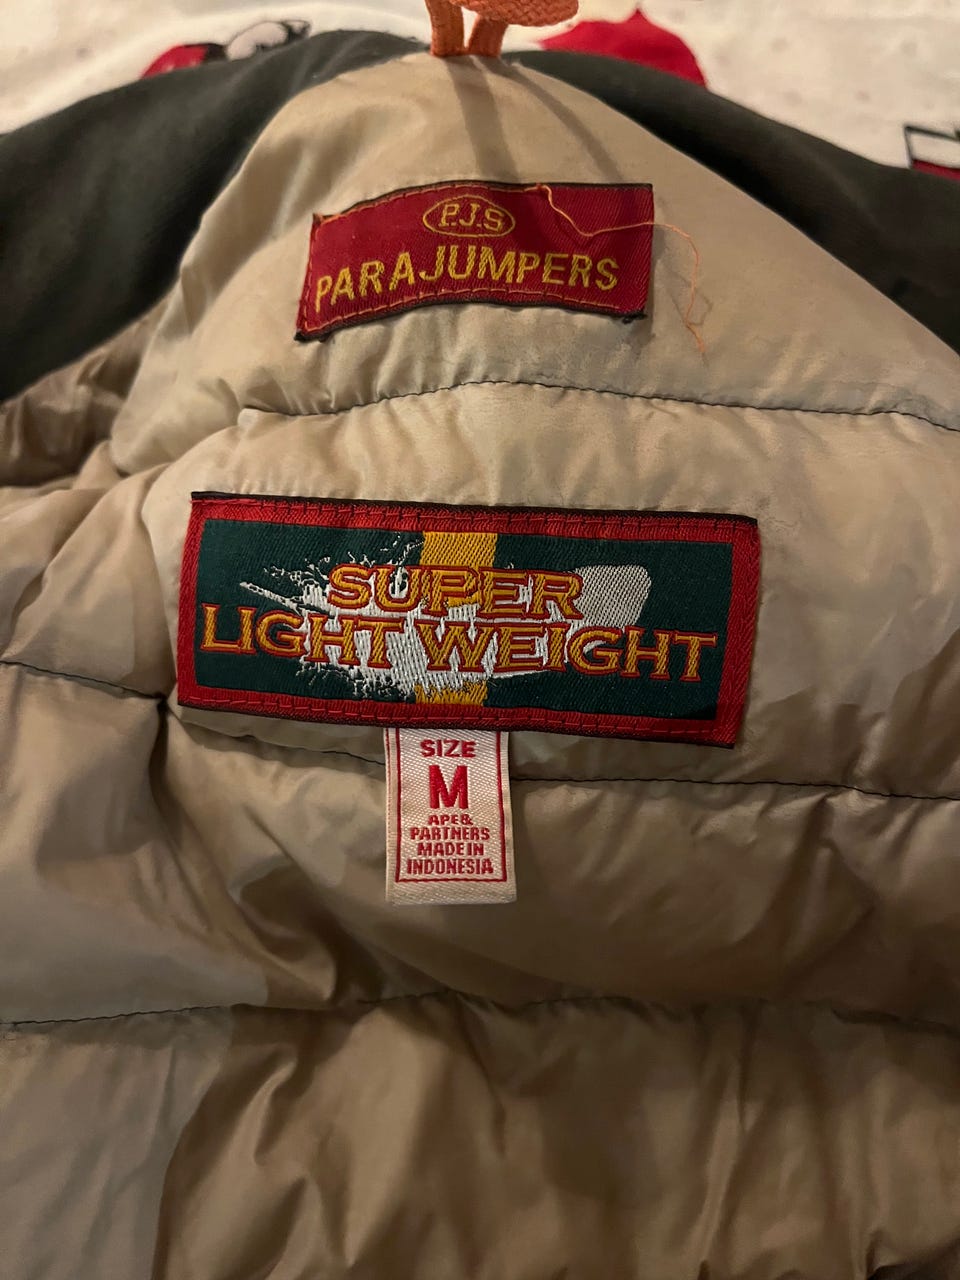 P.J.S
PARAJUMPERS
SUPER
LIGHT WEIGHT
SIZE
M
APE &
PARTNERS
MADE IN
INDONESIA